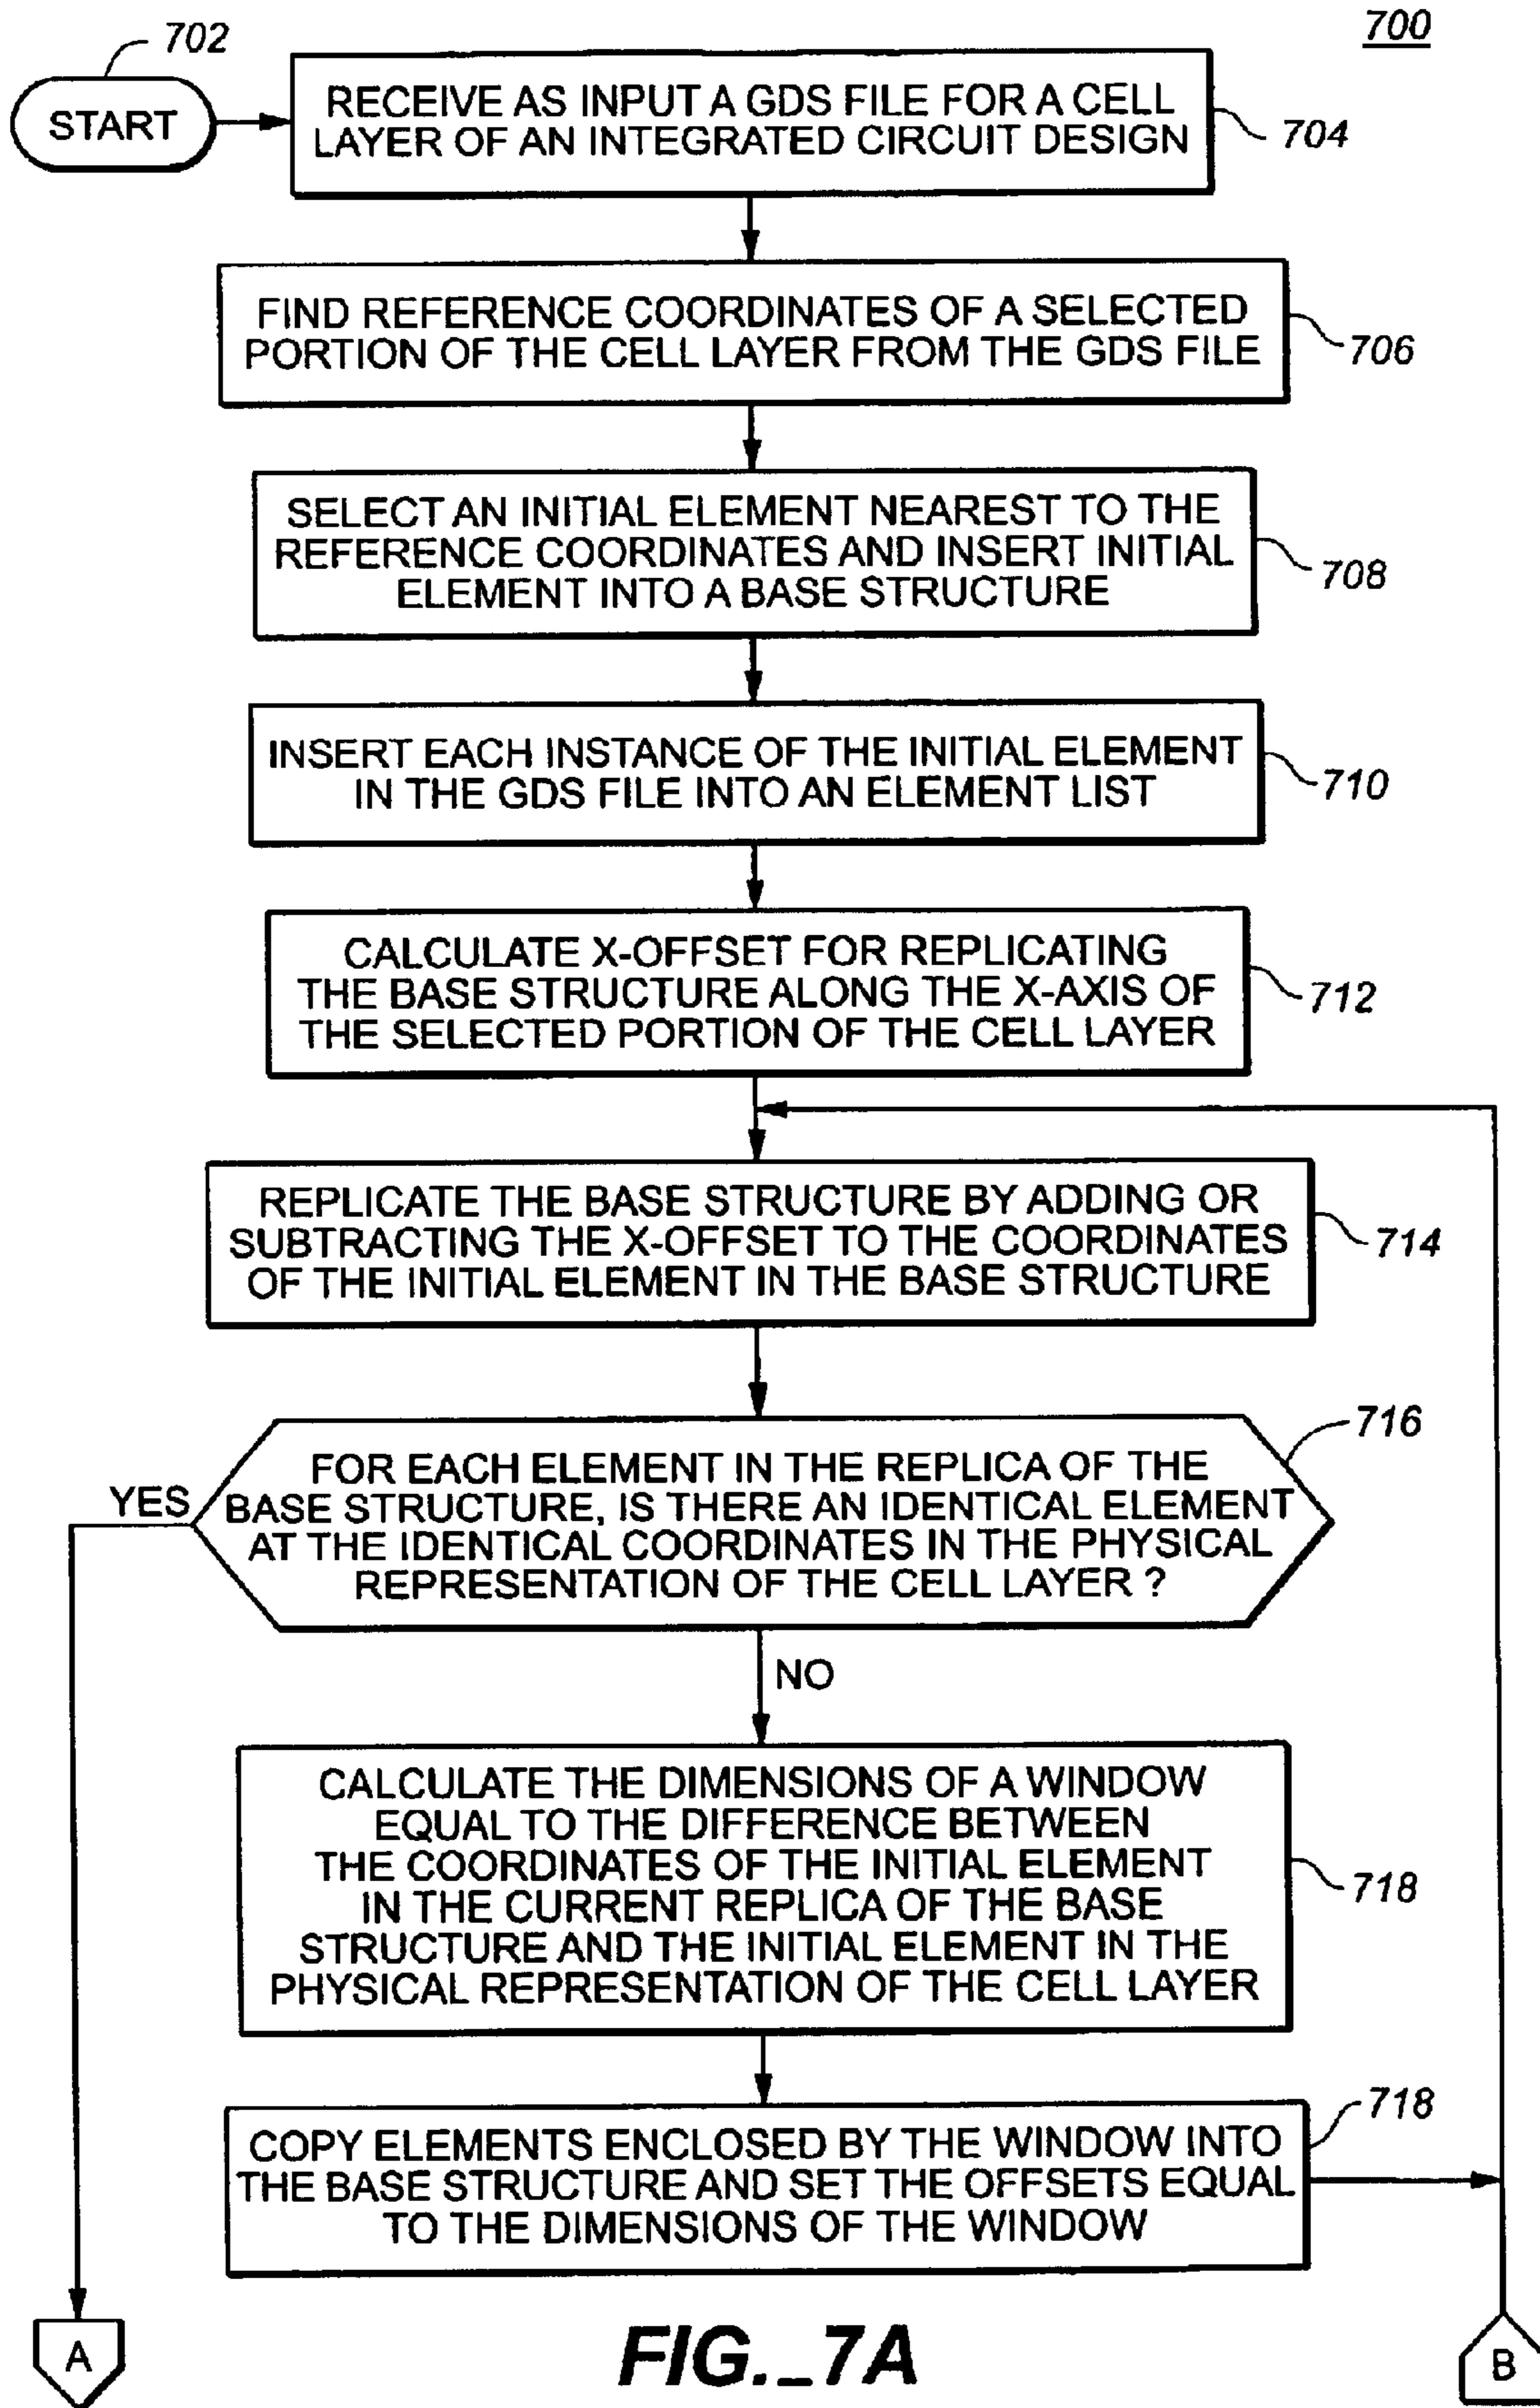 700
702
START
RECEIVE AS INPUT A GDS FILE FOR A CELL
LAYER OF AN INTEGRATED CIRCUIT DESIGN
704
FIND REFERENCE COORDINATES OF A SELECTED
PORTION OF THE CELL LAYER FROM THE GDS FILE
706
SELECT AN INITIAL ELEMENT NEAREST TO THE
REFERENCE COORDINATES AND INSERT INITIAL
ELEMENT INTO A BASE STRUCTURE
708
INSERT EACH INSTANCE OF THE INITIAL ELEMENT
IN THE GDS FILE INTO AN ELEMENT LIST
710
CALCULATE X-OFFSET FOR REPLICATING
THE BASE STRUCTURE ALONG THE X-AXIS OF
THE SELECTED PORTION OF THE CELL LAYER
712
REPLICATE THE BASE STRUCTURE BY ADDING OR
SUBTRACTING THE X-OFFSET TO THE COORDINATES
OF THE INITIAL ELEMENT IN THE BASE STRUCTURE
714
716
YES
FOR EACH ELEMENT IN THE REPLICA OF THE
BASE STRUCTURE, IS THERE AN IDENTICAL ELEMENT
AT THE IDENTICAL COORDINATES IN THE PHYSICAL
REPRESENTATION OF THE CELL LAYER ?
NO
CALCULATE THE DIMENSIONS OF A WINDOW
EQUAL TO THE DIFFERENCE BETWEEN
THE COORDINATES OF THE INITIAL ELEMENT
IN THE CURRENT REPLICA OF THE BASE
STRUCTURE AND THE INITIAL ELEMENT IN THE
PHYSICAL REPRESENTATION OF THE CELL LAYER
718
718
COPY ELEMENTS ENCLOSED BY THE WINDOW INTO
THE BASE STRUCTURE AND SET THE OFFSETS EQUAL
TO THE DIMENSIONS OF THE WINDOW
A
FIG._7A
B